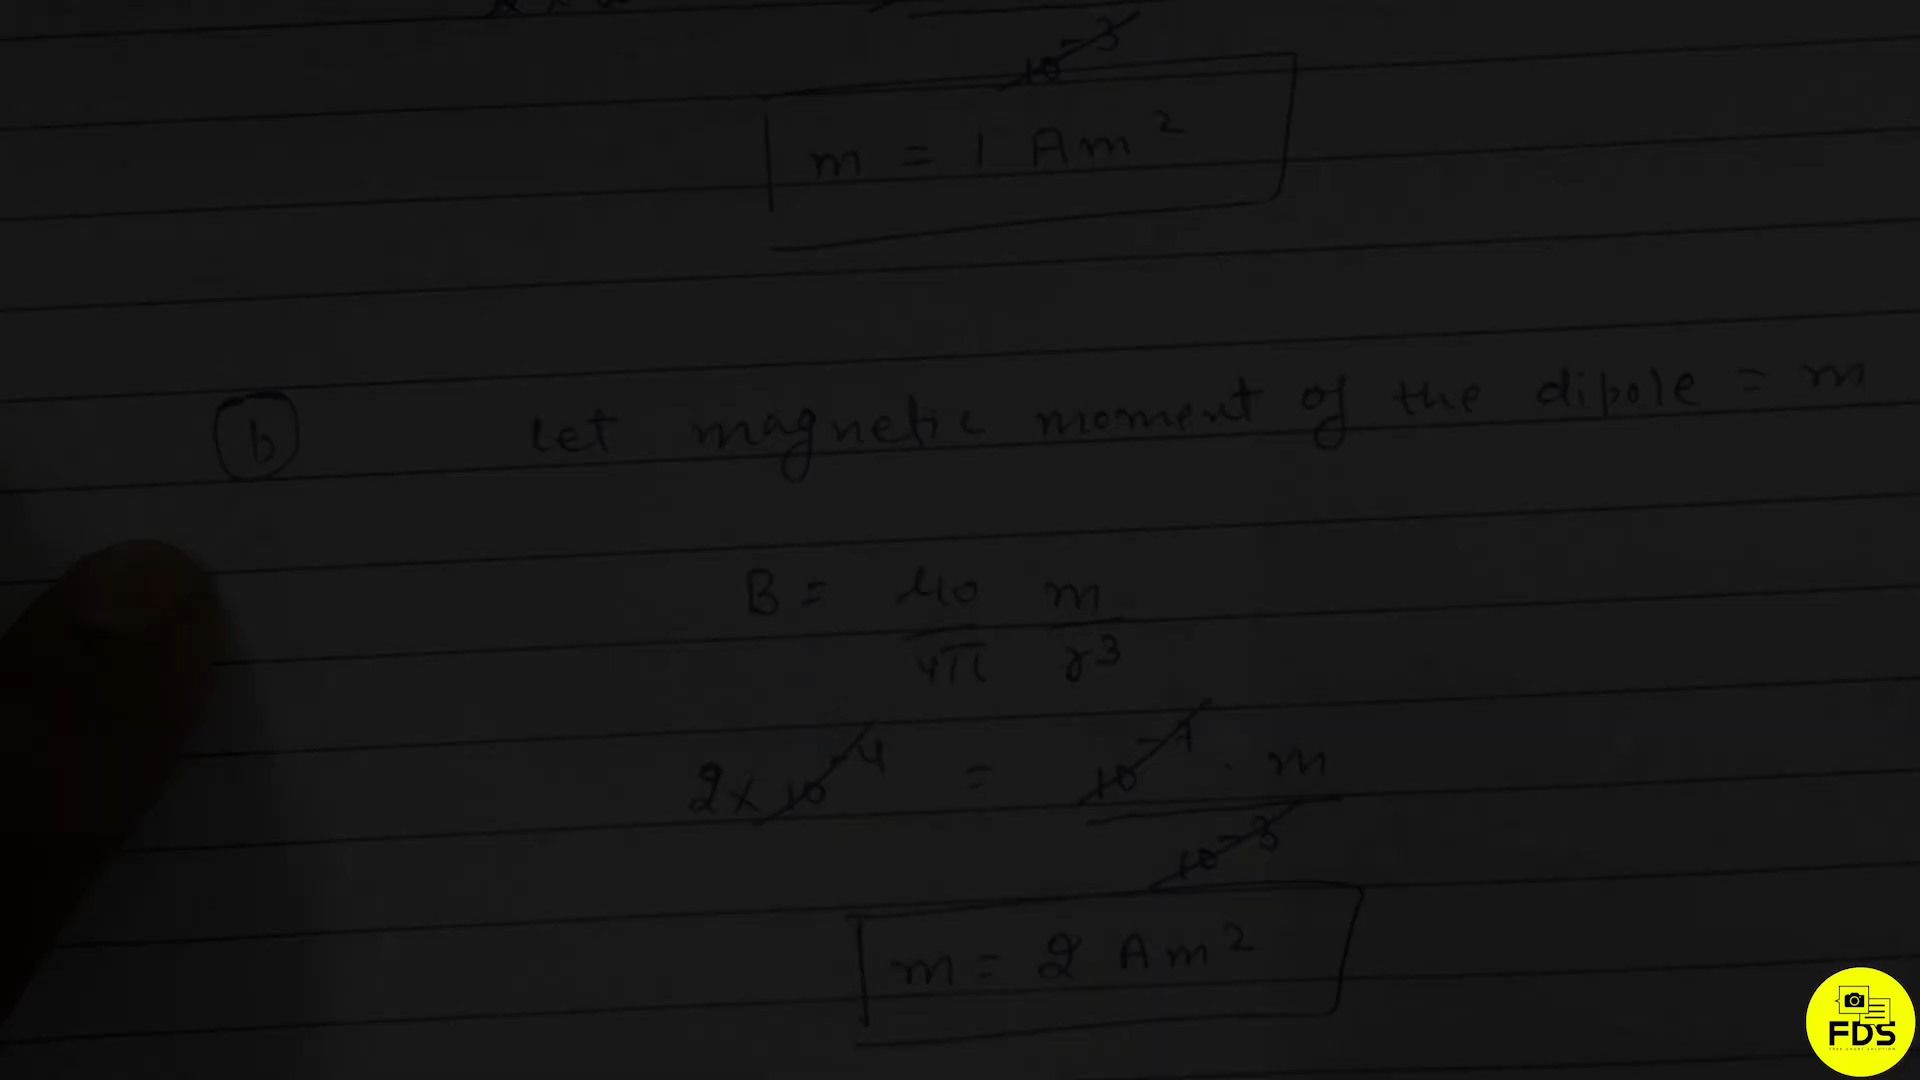 10^-3
m = 1 Am²
(b) Let magnetic moment of the dipole = m
B = μ0/4π m/r³
2 × 10^-4 = 10^-7 · m / 10^-3
m = 2 Am²
FDS